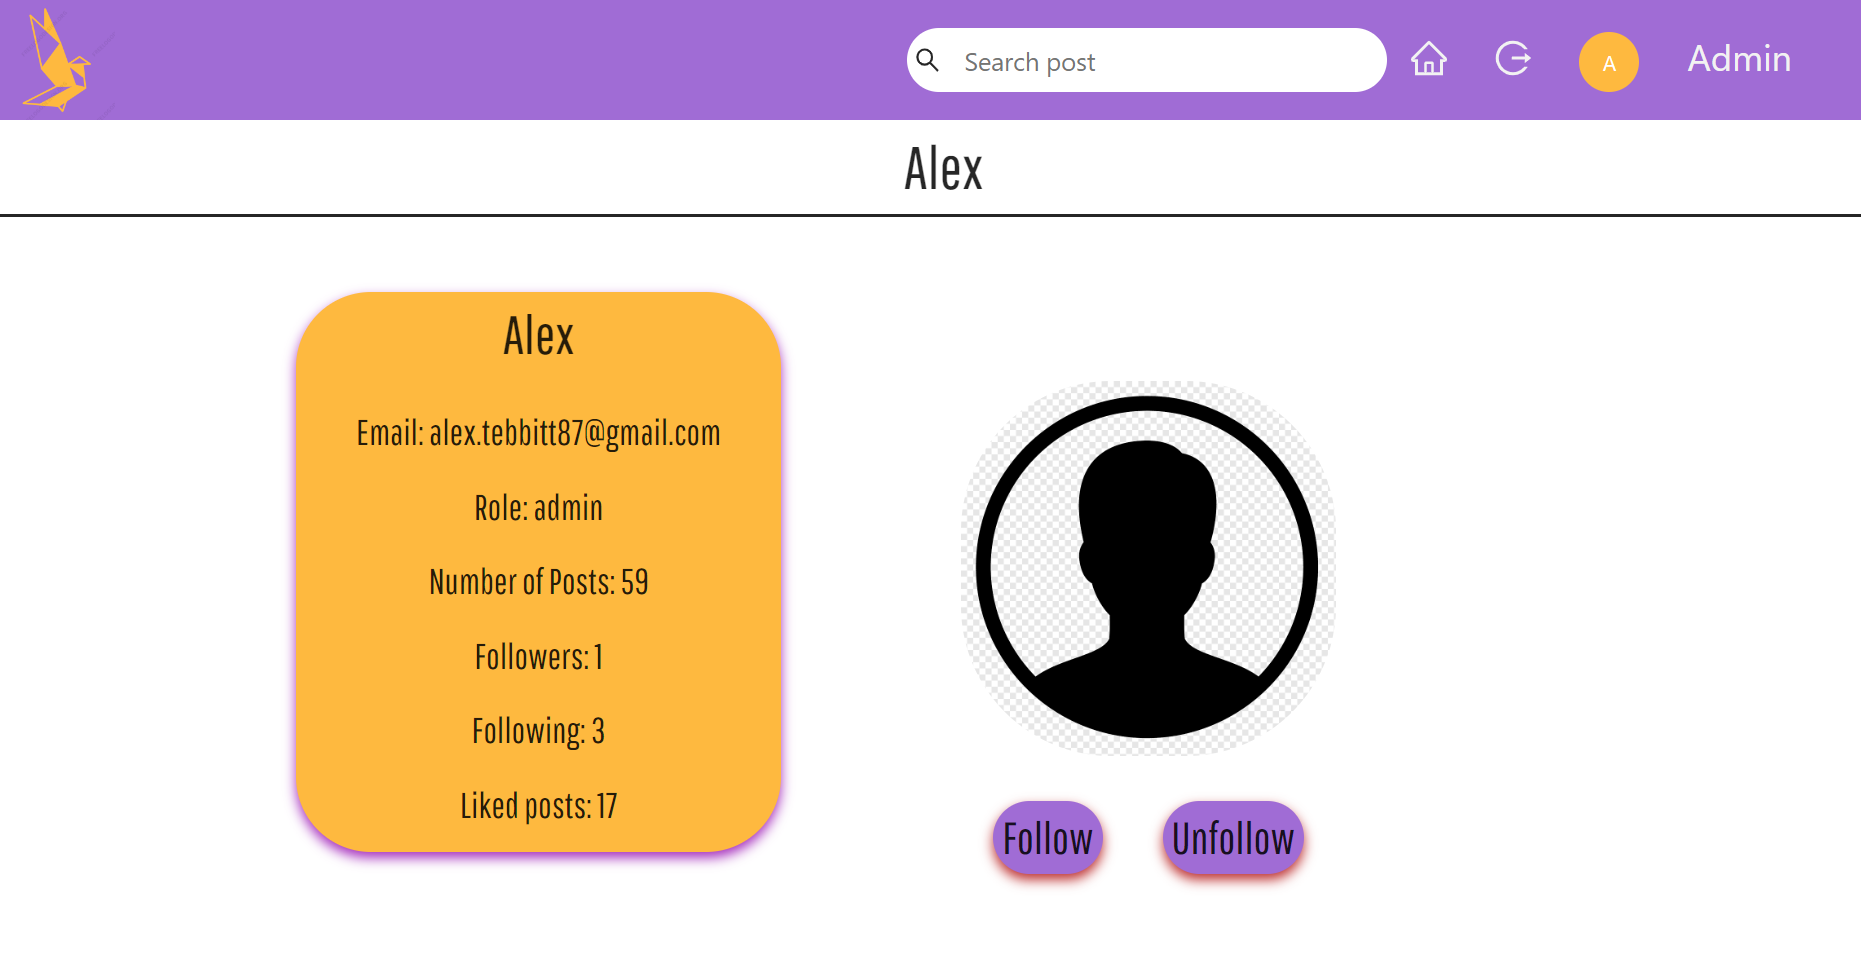 Search post
A
Admin
Alex
Alex
Email: alex.tebbitt87@gmail.com
Role: admin
Number of Posts: 59
Followers: 1
Following: 3
Liked posts: 17
Follow
Unfollow